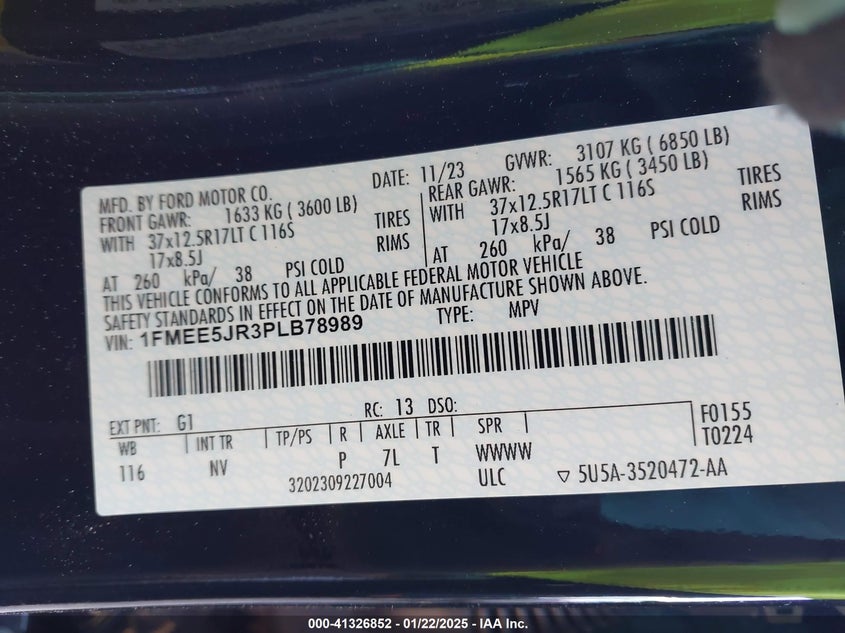 MFD. BY FORD MOTOR CO.
DATE: 11/23 GVWR: 3107 KG ( 6850 LB)
FRONT GAWR: 1633 KG ( 3600 LB)
REAR GAWR: 1565 KG ( 3450 LB)
WITH 37x12.5R17LT C 116S TIRES
WITH 37x12.5R17LT C 116S TIRES
17x8.5J RIMS
17x8.5J RIMS
AT 260 kPa/ 38 PSI COLD
AT 260 kPa/ 38 PSI COLD
THIS VEHICLE CONFORMS TO ALL APPLICABLE FEDERAL MOTOR VEHICLE
SAFETY STANDARDS IN EFFECT ON THE DATE OF MANUFACTURE SHOWN ABOVE.
VIN: 1FMEE5JR3PLB78989 TYPE: MPV
EXT PNT: G1 RC: 13 DSO:
WB INT TR TP/PS R AXLE TR SPR F0155
116 NV P 7L T WWWW T0224
3202309227004 ULC ▽ 5U5A-3520472-AA
000-41326852 - 01/22/2025 - IAA Inc.